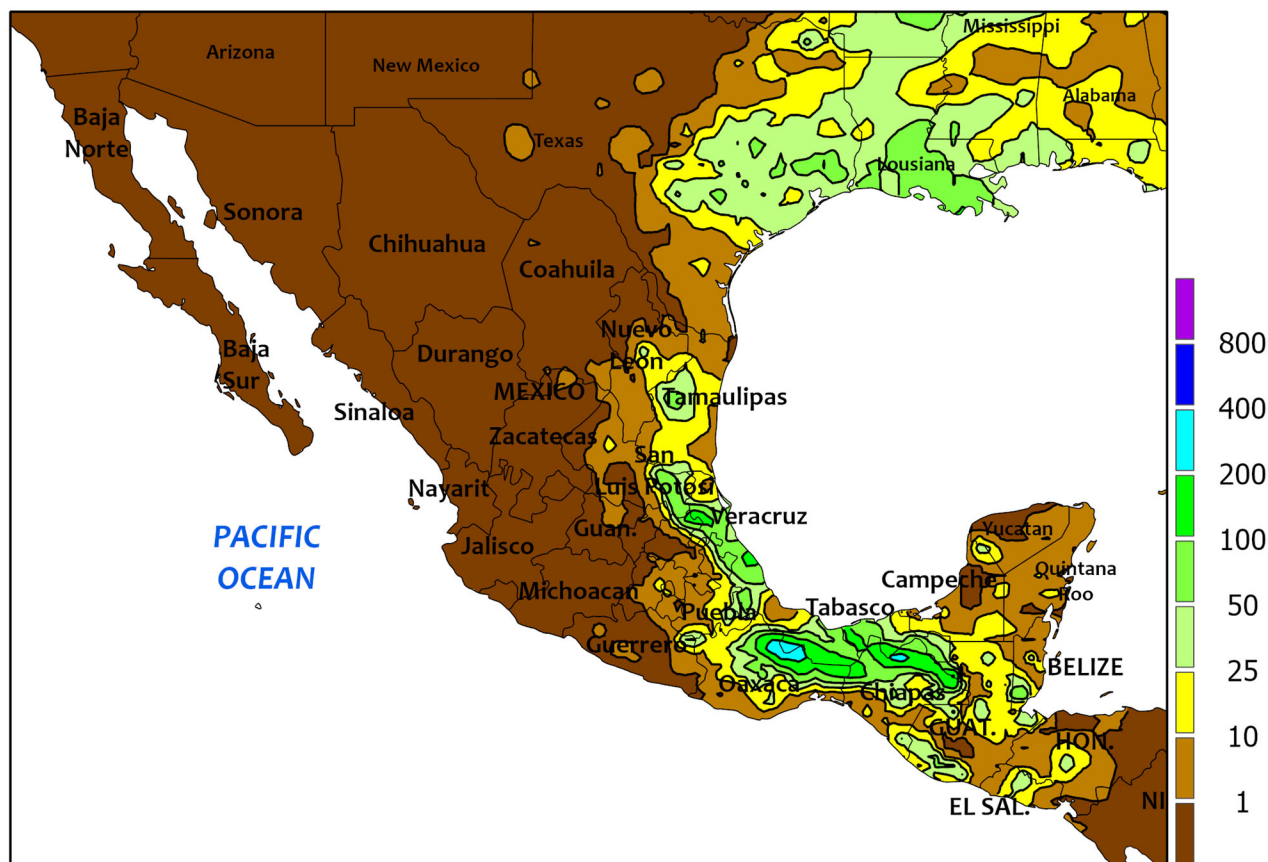 Mississippi
Arizona
New Mexico
Alabama
Baja
Norte
Texas
Lousiana
Sonora
Chihuahua
Coahuila
Nuevo
León
Durango
Baja
Sur
MEXICO
Tamaulipas
Sinaloa
Zacatecas
San
Luis Potosí
Nayarit
Veracruz
Guan.
Yucatan
PACIFIC
OCEAN
Jalisco
Quintana
Roo
Campeche
Michoacan
Tabasco
Puebla
Guerrero
BELIZE
Oaxaca
Chiapas
GUAT.
HON.
EL SAL.
NI
800
400
200
100
50
25
10
1